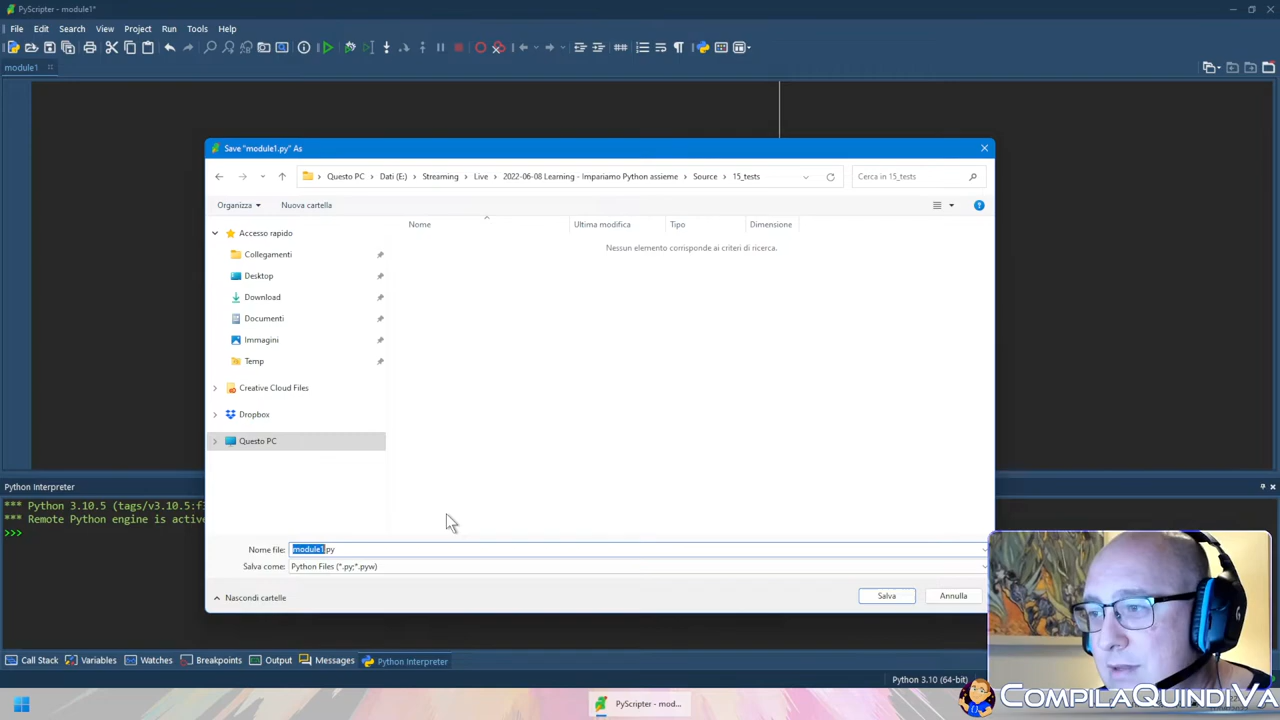 PyScripter - module1*
File Edit Search View Project Run Tools Help
module1
Save "module1.py" As
Questo PC > Dati (E:) > Streaming > Live > 2022-06-08 Learning - Impariamo Python assieme > Source > 15_tests
Cerca in 15_tests
Organizza Nuova cartella
Nome Ultima modifica Tipo Dimensione
Nessun elemento corrisponde ai criteri di ricerca.
Accesso rapido
Collegamenti
Desktop
Download
Documenti
Immagini
Temp
Creative Cloud Files
Dropbox
Questo PC
Python Interpreter
*** Python 3.10.5 (tags/v3.10.5:f
*** Remote Python engine is active
>>>
Nome file: module1.py
Salva come: Python Files (*.py;*.pyw)
Nascondi cartelle Salva Annulla
Call Stack Variables Watches Breakpoints Output Messages Python Interpreter
Python 3.10 (64-bit)
PyScripter - mod...
COMPILAQUINDIVA